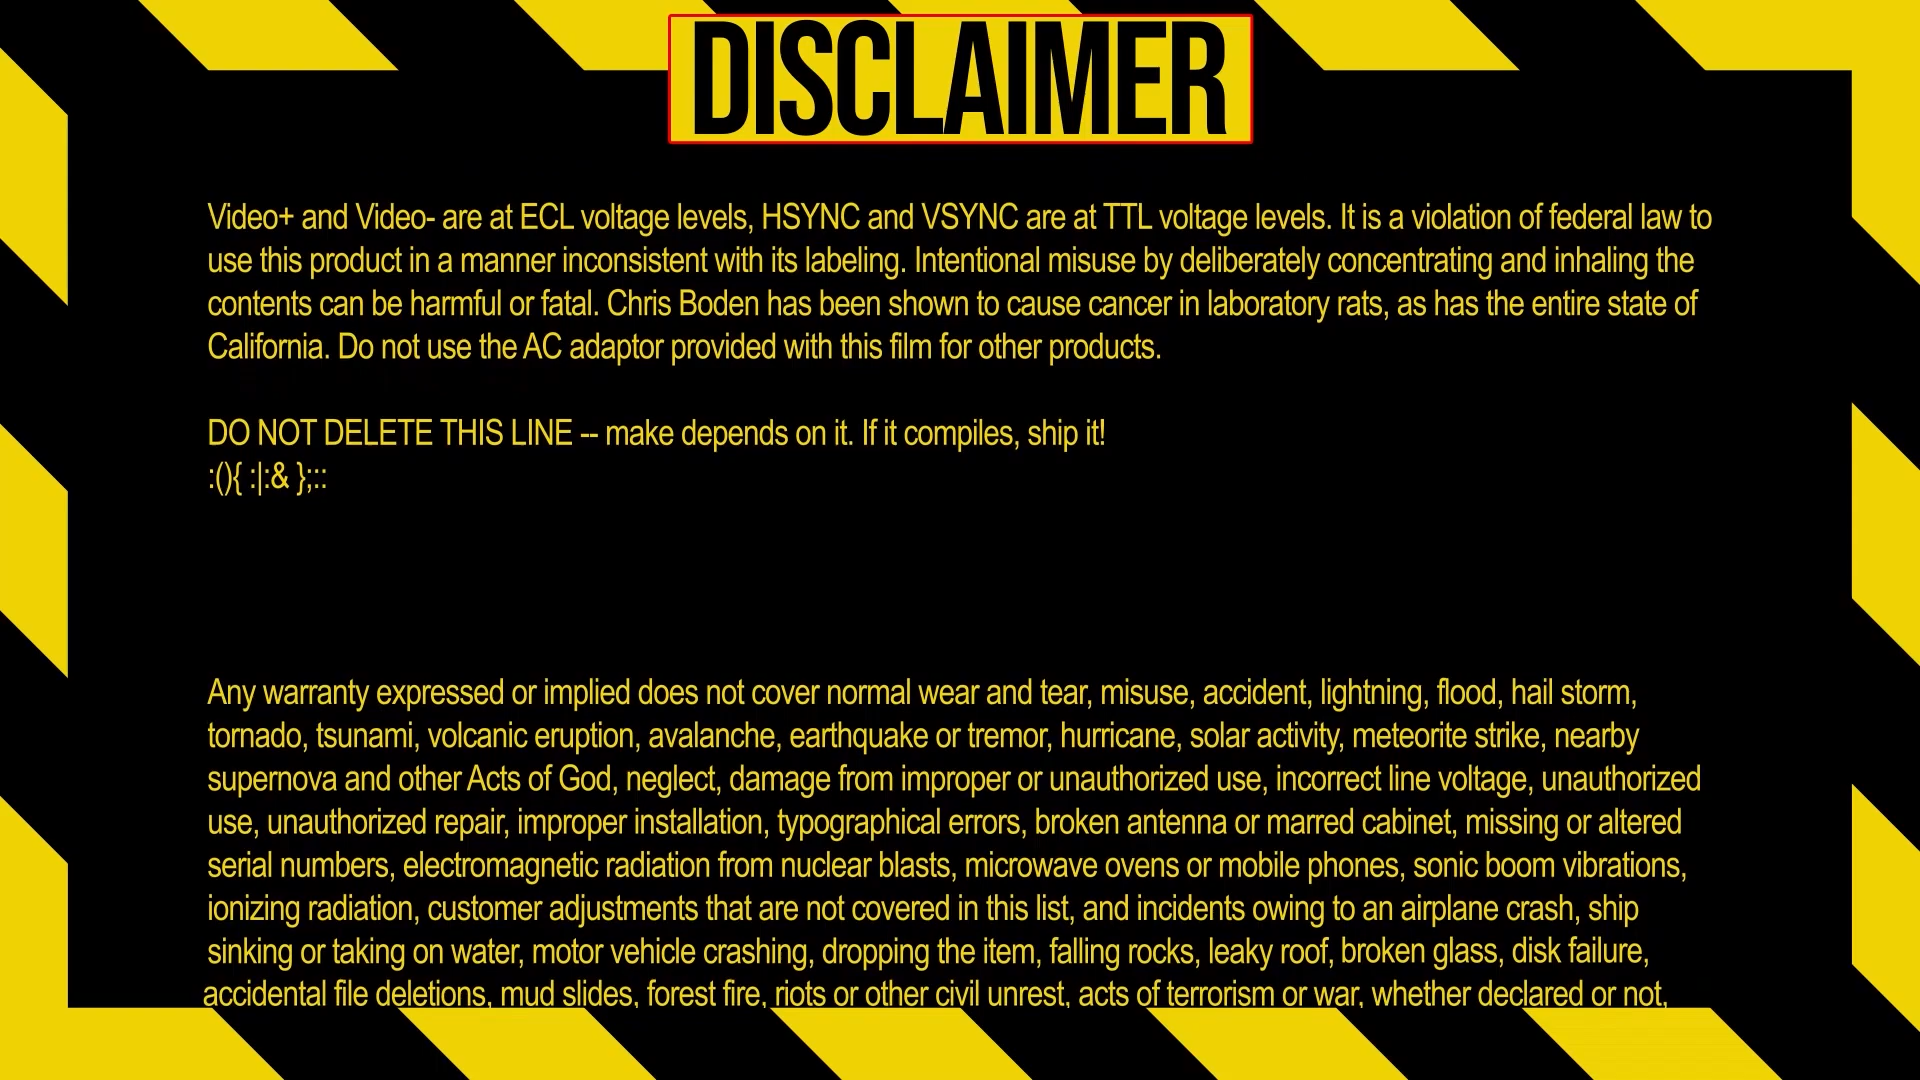 DISCLAIMER
Video+ and Video- are at ECL voltage levels, HSYNC and VSYNC are at TTL voltage levels. It is a violation of federal law to
use this product in a manner inconsistent with its labeling. Intentional misuse by deliberately concentrating and inhaling the
contents can be harmful or fatal. Chris Boden has been shown to cause cancer in laboratory rats, as has the entire state of
California. Do not use the AC adaptor provided with this film for other products.
DO NOT DELETE THIS LINE -- make depends on it. If it compiles, ship it!
:(){ :|:& };::
Any warranty expressed or implied does not cover normal wear and tear, misuse, accident, lightning, flood, hail storm,
tornado, tsunami, volcanic eruption, avalanche, earthquake or tremor, hurricane, solar activity, meteorite strike, nearby
supernova and other Acts of God, neglect, damage from improper or unauthorized use, incorrect line voltage, unauthorized
use, unauthorized repair, improper installation, typographical errors, broken antenna or marred cabinet, missing or altered
serial numbers, electromagnetic radiation from nuclear blasts, microwave ovens or mobile phones, sonic boom vibrations,
ionizing radiation, customer adjustments that are not covered in this list, and incidents owing to an airplane crash, ship
sinking or taking on water, motor vehicle crashing, dropping the item, falling rocks, leaky roof, broken glass, disk failure,
accidental file deletions, mud slides, forest fire, riots or other civil unrest, acts of terrorism or war, whether declared or not,